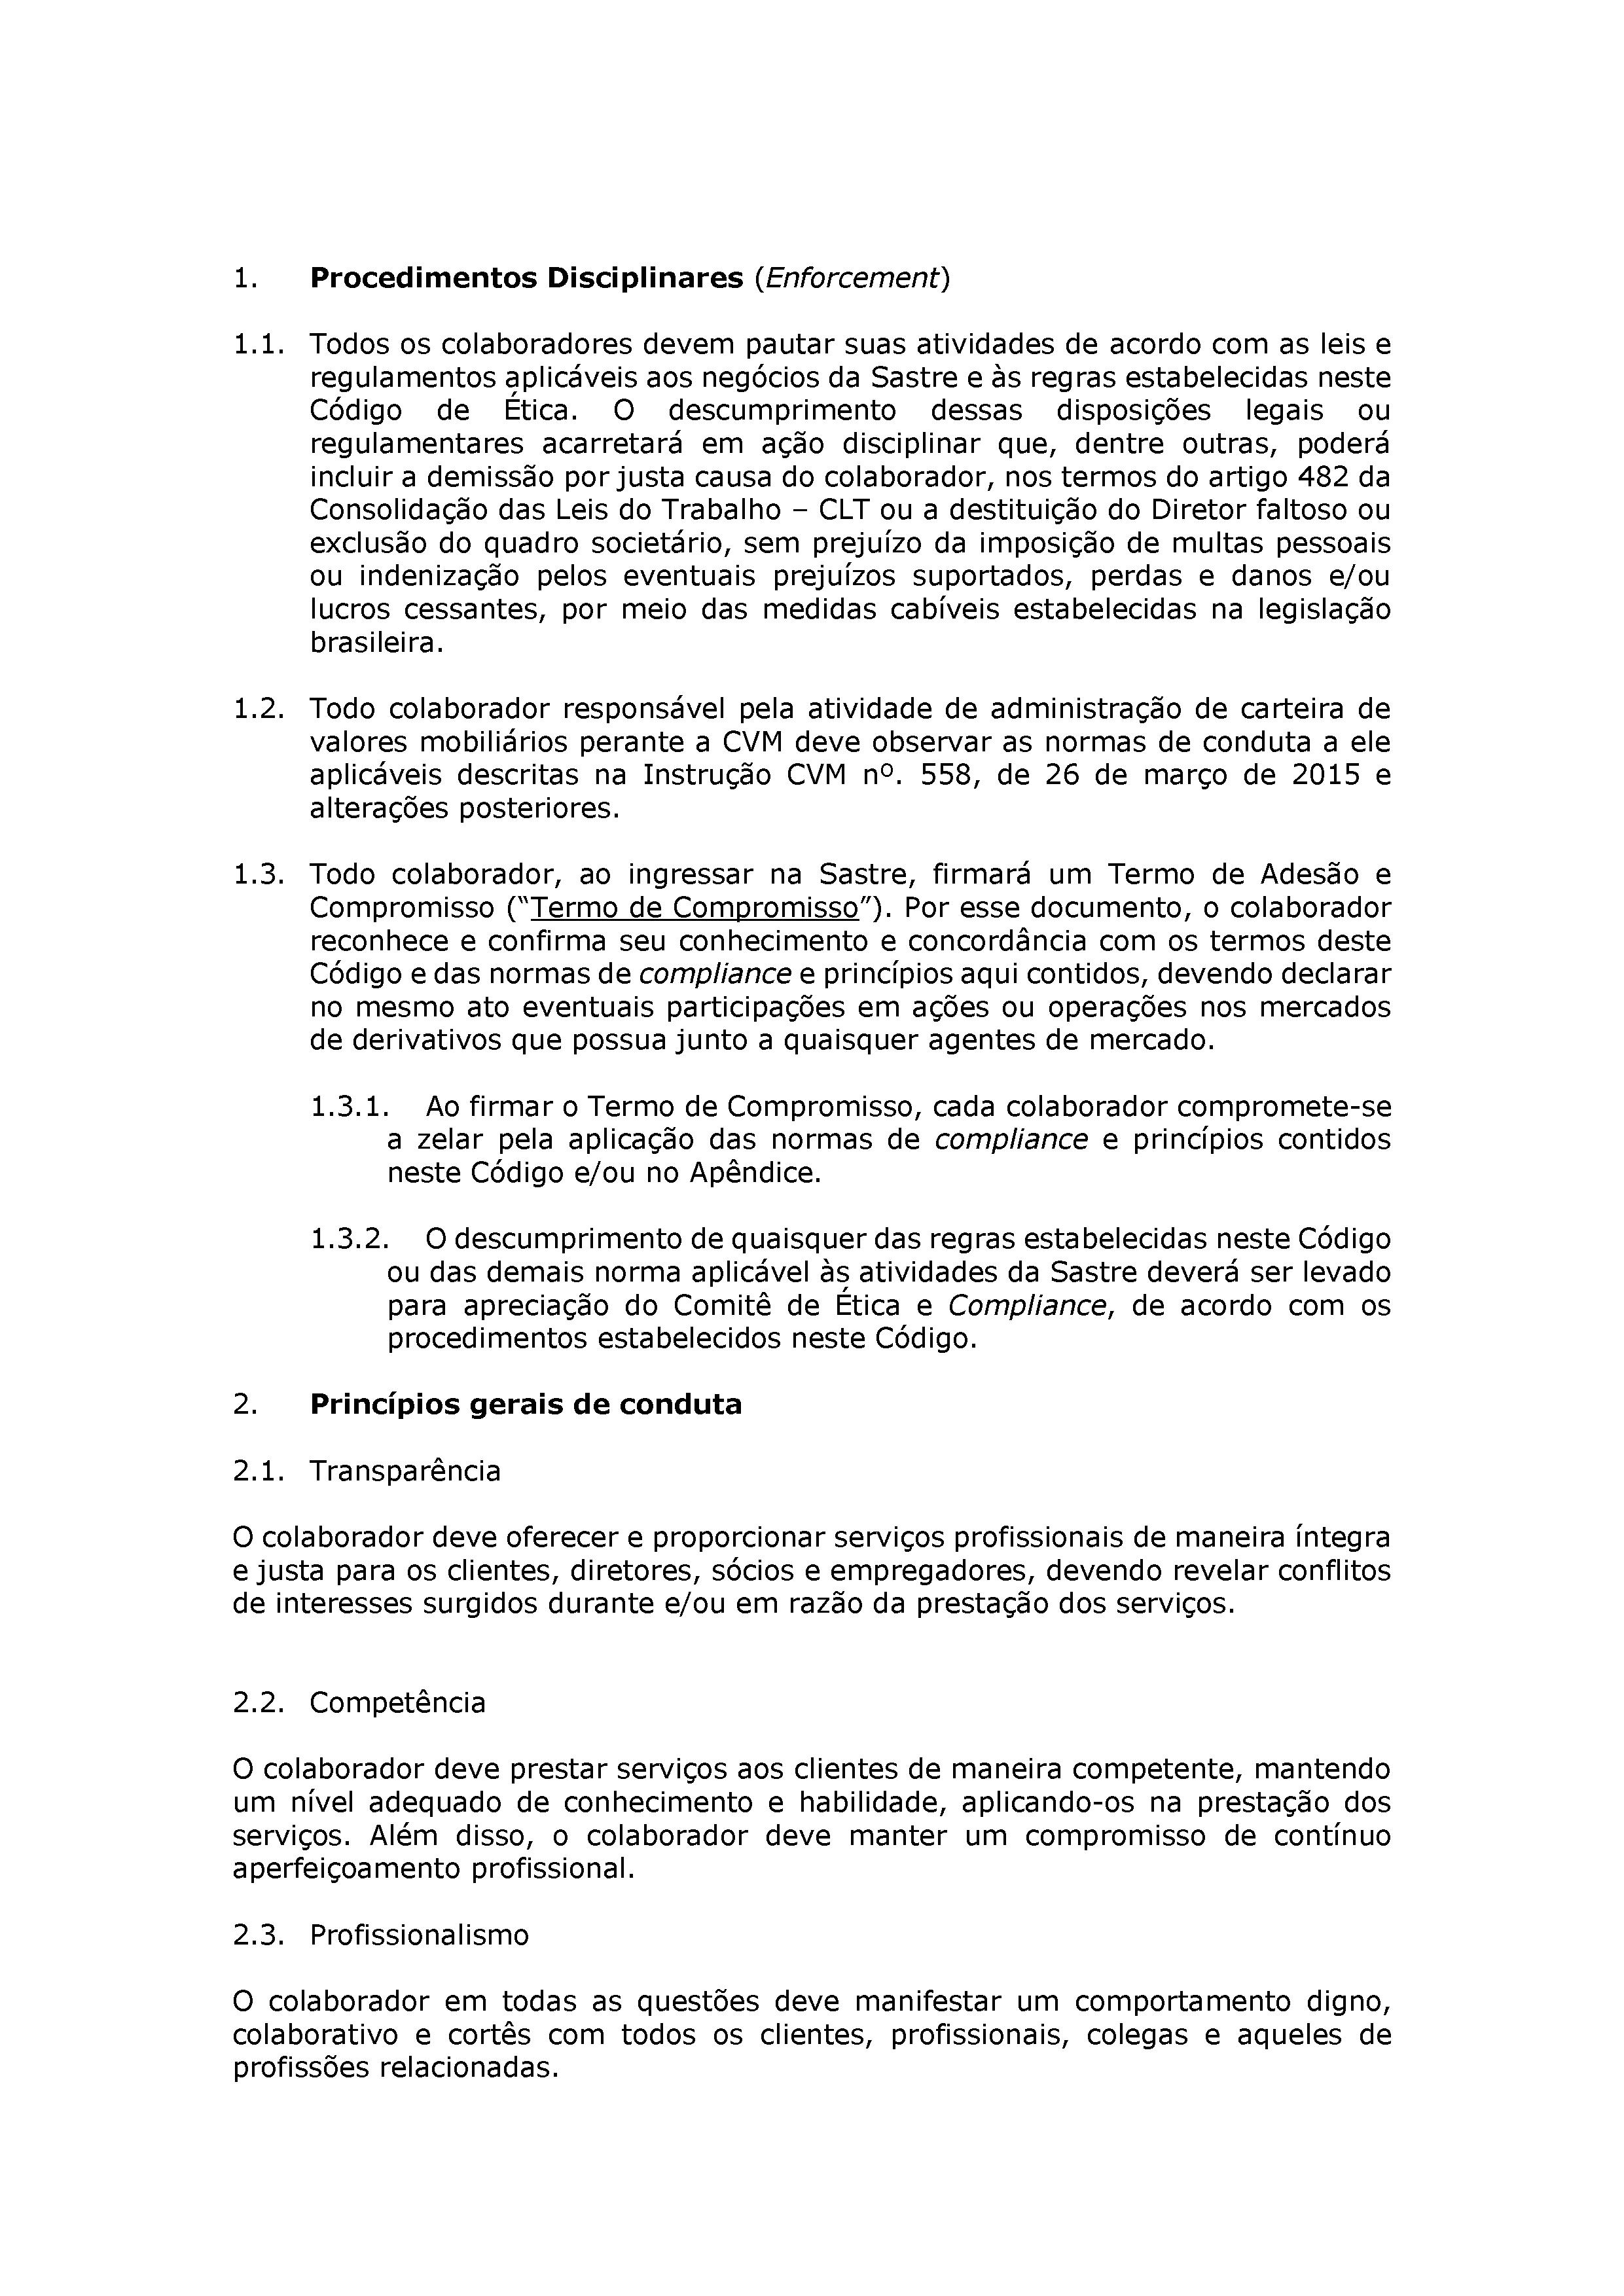 1. Procedimentos Disciplinares (Enforcement)
1.1. Todos os colaboradores devem pautar suas atividades de acordo com as leis e
regulamentos aplicáveis aos negócios da Sastre e às regras estabelecidas neste
Código de Ética. O descumprimento dessas disposições legais ou
regulamentares acarretará em ação disciplinar que, dentre outras, poderá
incluir a demissão por justa causa do colaborador, nos termos do artigo 482 da
Consolidação das Leis do Trabalho – CLT ou a destituição do Diretor faltoso ou
exclusão do quadro societário, sem prejuízo da imposição de multas pessoais
ou indenização pelos eventuais prejuízos suportados, perdas e danos e/ou
lucros cessantes, por meio das medidas cabíveis estabelecidas na legislação
brasileira.
1.2. Todo colaborador responsável pela atividade de administração de carteira de
valores mobiliários perante a CVM deve observar as normas de conduta a ele
aplicáveis descritas na Instrução CVM nº. 558, de 26 de março de 2015 e
alterações posteriores.
1.3. Todo colaborador, ao ingressar na Sastre, firmará um Termo de Adesão e
Compromisso (“Termo de Compromisso”). Por esse documento, o colaborador
reconhece e confirma seu conhecimento e concordância com os termos deste
Código e das normas de compliance e princípios aqui contidos, devendo declarar
no mesmo ato eventuais participações em ações ou operações nos mercados
de derivativos que possua junto a quaisquer agentes de mercado.
1.3.1. Ao firmar o Termo de Compromisso, cada colaborador compromete-se
a zelar pela aplicação das normas de compliance e princípios contidos
neste Código e/ou no Apêndice.
1.3.2. O descumprimento de quaisquer das regras estabelecidas neste Código
ou das demais norma aplicável às atividades da Sastre deverá ser levado
para apreciação do Comitê de Ética e Compliance, de acordo com os
procedimentos estabelecidos neste Código.
2. Princípios gerais de conduta
2.1. Transparência
O colaborador deve oferecer e proporcionar serviços profissionais de maneira íntegra
e justa para os clientes, diretores, sócios e empregadores, devendo revelar conflitos
de interesses surgidos durante e/ou em razão da prestação dos serviços.
2.2. Competência
O colaborador deve prestar serviços aos clientes de maneira competente, mantendo
um nível adequado de conhecimento e habilidade, aplicando-os na prestação dos
serviços. Além disso, o colaborador deve manter um compromisso de contínuo
aperfeiçoamento profissional.
2.3. Profissionalismo
O colaborador em todas as questões deve manifestar um comportamento digno,
colaborativo e cortês com todos os clientes, profissionais, colegas e aqueles de
profissões relacionadas.